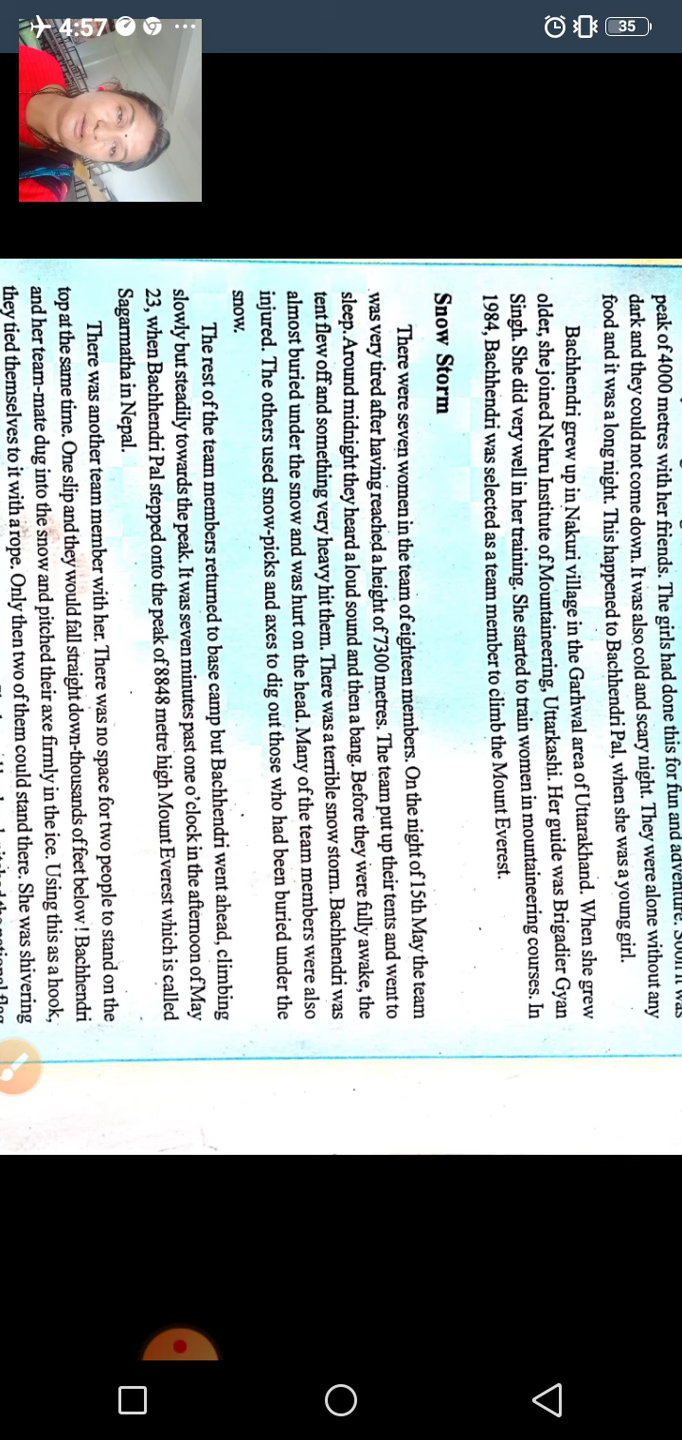 4:57
35
peak of 4000 metres with her friends. The girls had done this for fun and adventure. Soon it was
dark and they could not come down. It was also cold and scary night. They were alone without any
food and it was a long night. This happened to Bachhendri Pal, when she was a young girl.
Bachhendri grew up in Nakuri village in the Garhwal area of Uttarakhand. When she grew
older, she joined Nehru Institute of Mountaineering, Uttarkashi. Her guide was Brigadier Gyan
Singh. She did very well in her training. She started to train women in mountaineering courses. In
1984, Bachhendri was selected as a team member to climb the Mount Everest.
Snow Storm
There were seven women in the team of eighteen members. On the night of 15th May the team
was very tired after having reached a height of 7300 metres. The team put up their tents and went to
sleep. Around midnight they heard a loud sound and then a bang. Before they were fully awake, the
tent flew off and something very heavy hit them. There was a terrible snow storm. Bachhendri was
almost buried under the snow and was hurt on the head. Many of the team members were also
injured. The others used snow-picks and axes to dig out those who had been buried under the
snow.
The rest of the team members returned to base camp but Bachhendri went ahead, climbing
slowly but steadily towards the peak. It was seven minutes past one o'clock in the afternoon of May
23, when Bachhendri Pal stepped onto the peak of 8848 metre high Mount Everest which is called
Sagarmatha in Nepal.
There was another team member with her. There was no space for two people to stand on the
top at the same time. One slip and they would fall straight down-thousands of feet below ! Bachhendri
and her team-mate dug into the snow and pitched their axe firmly in the ice. Using this as a hook,
they tied themselves to it with a rope. Only then two of them could stand there. She was shivering